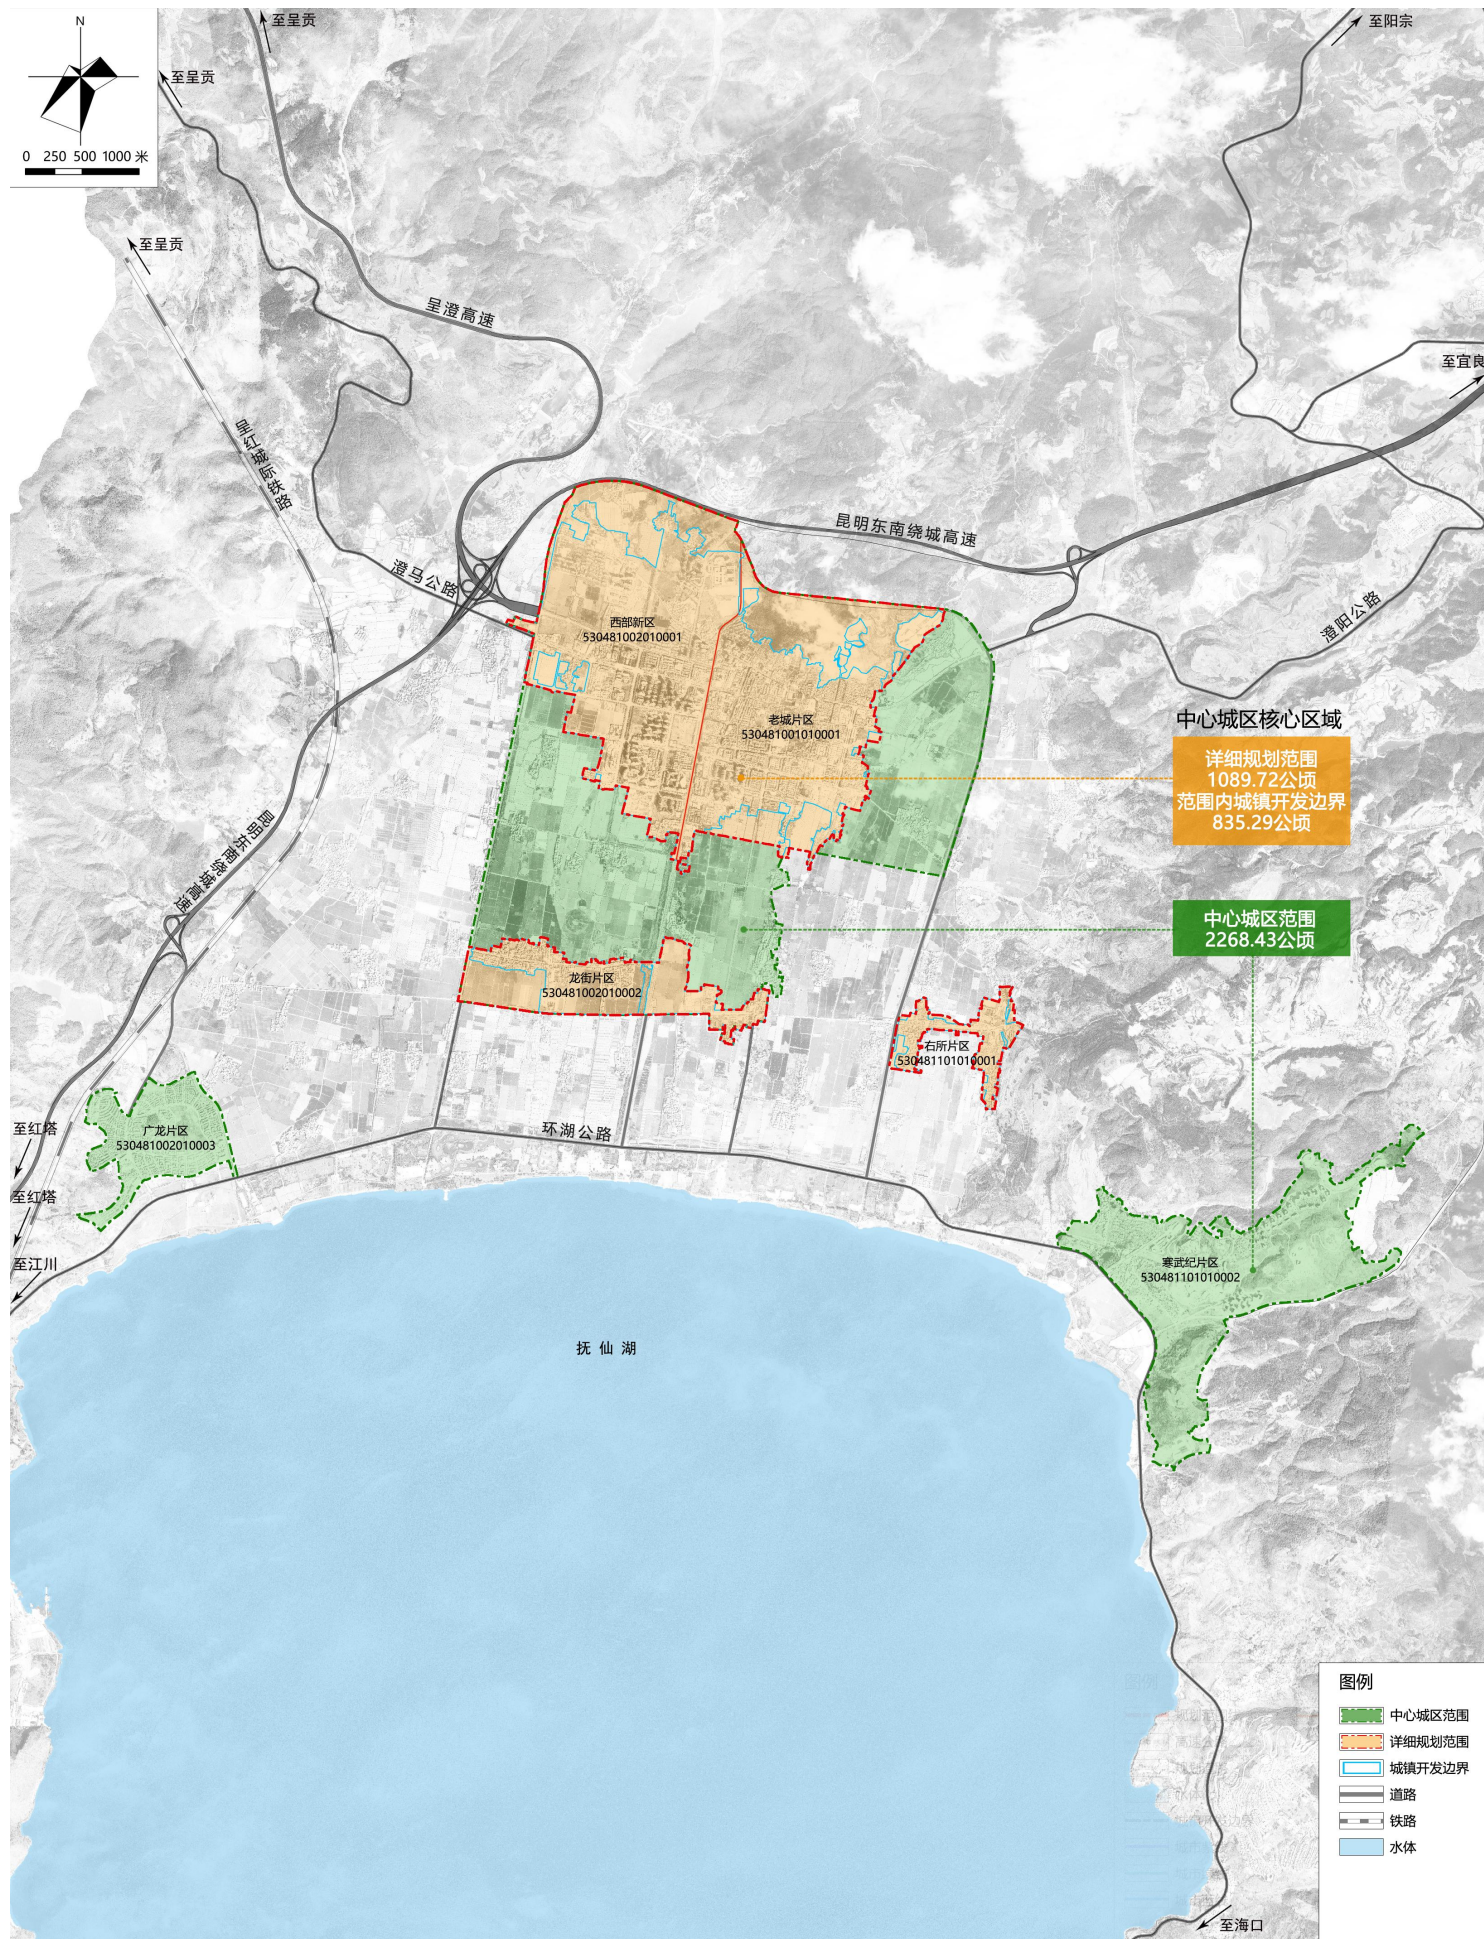 N
0 250 500 1000 米
至呈贡
至呈贡
至呈贡
至阳宗
至宜良
呈澄高速
呈红城际铁路
澄马公路
昆明东南绕城高速
澄阳公路
西部新区
530481002010001
老城片区
530481001010001
中心城区核心区域
详细规划范围
1089.72公顷
范围内城镇开发边界
835.29公顷
中心城区范围
2268.43公顷
昆明东南绕城高速
龙街片区
530481002010002
右所片区
530481101010001
广龙片区
530481002010003
环湖公路
至红塔
至红塔
至江川
寒武纪片区
530481101010002
抚仙湖
图例
中心城区范围
详细规划范围
城镇开发边界
道路
铁路
水体
至海口